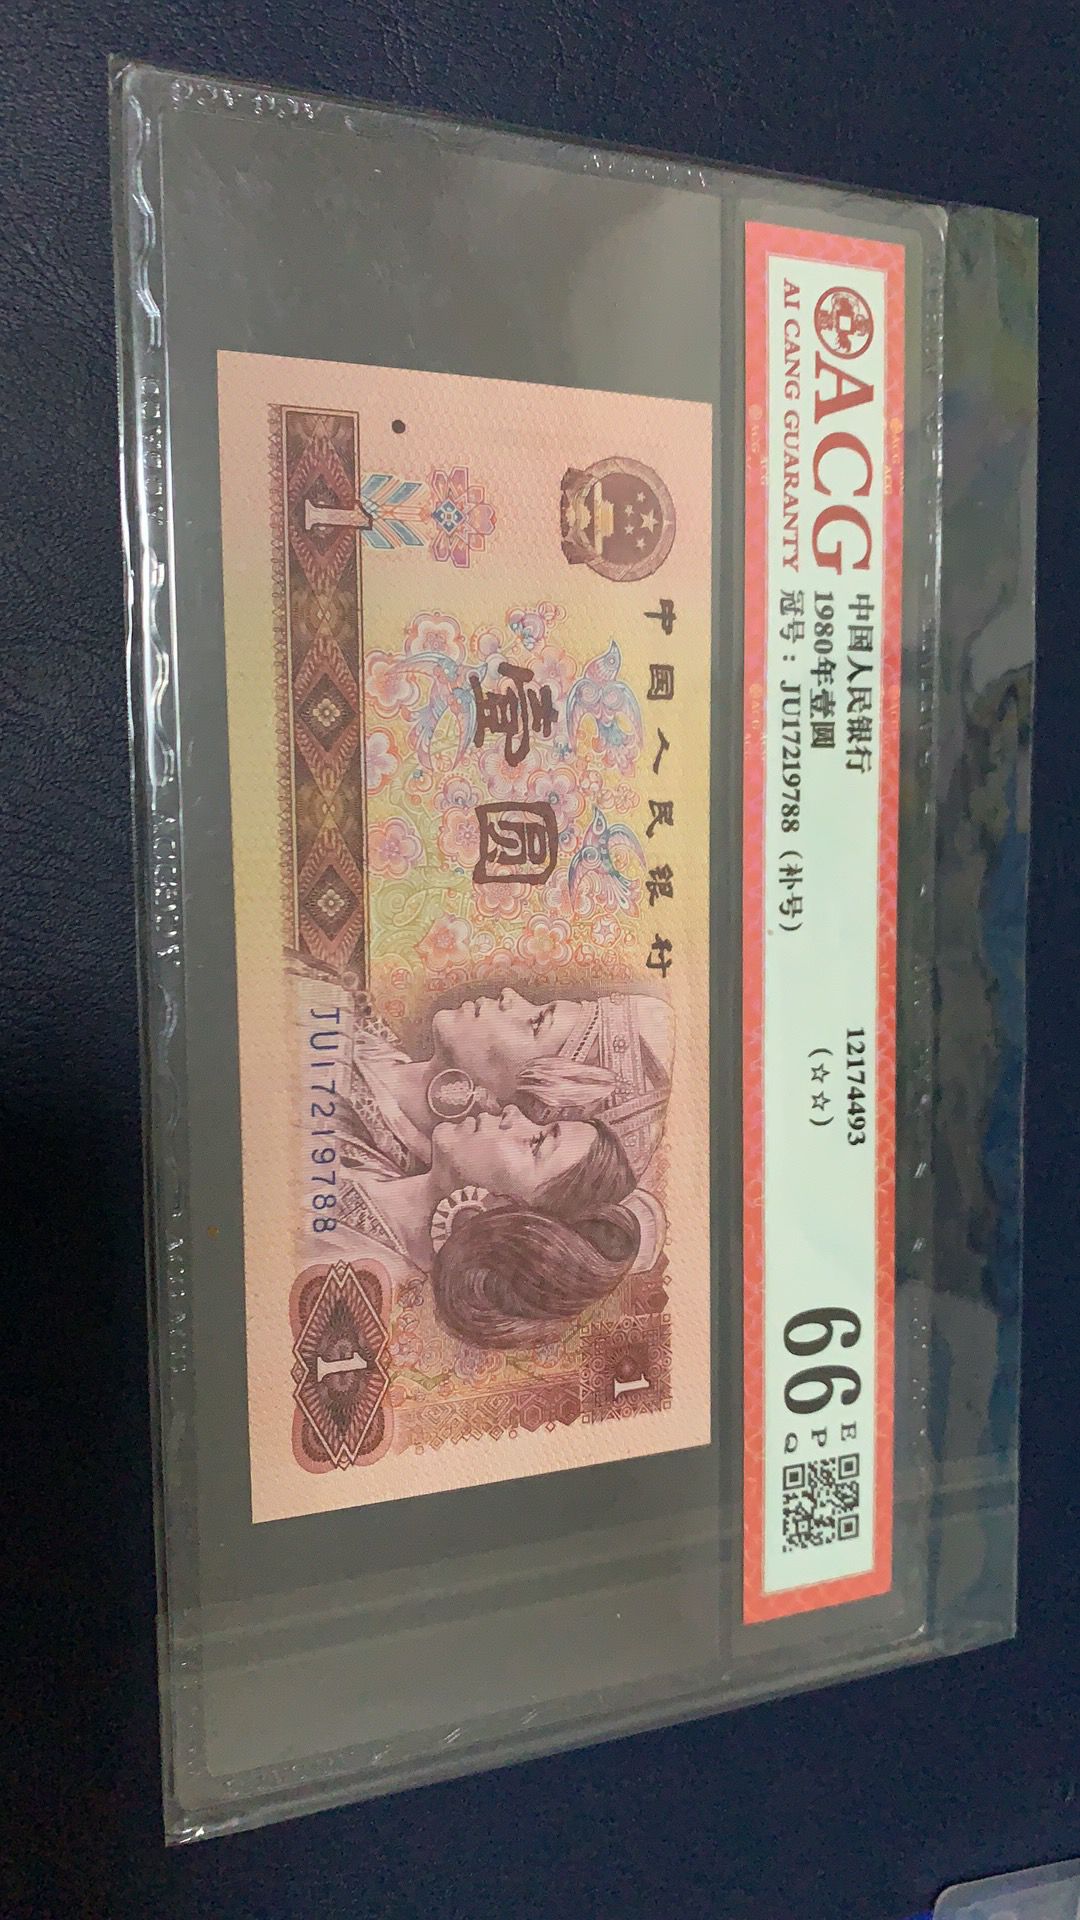 ACG
AI CANG GUARANTY
中国人民银行
1980年壹圆
冠号：JU17219788（补号）
12174493
(☆☆)
66
E
P
Q
中国人民银行
壹圆
1
JU17219788
1
1